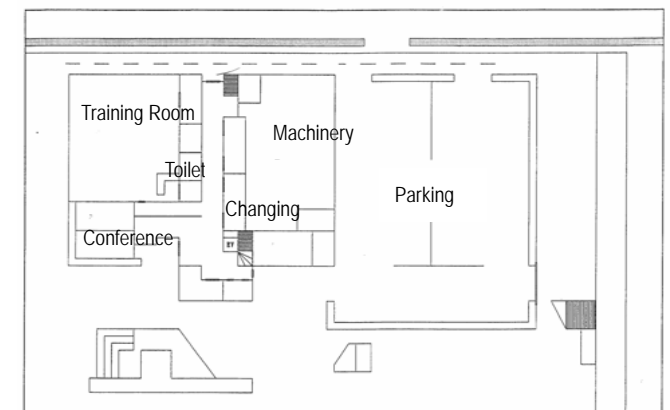 Training Room
Machinery
Toilet
Parking
Changing
Conference